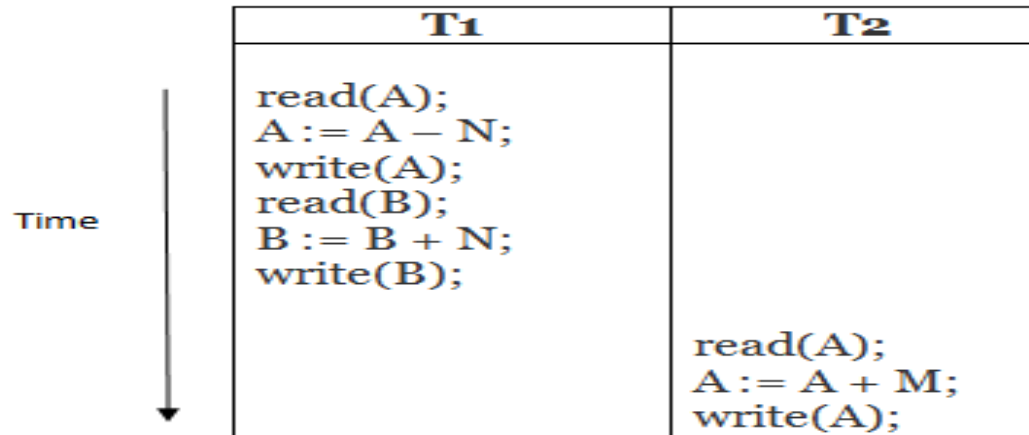 T1 T2
read(A);
A := A – N;
write(A);
read(B);
Time
B := B + N;
write(B);
read(A);
A := A + M;
write(A);